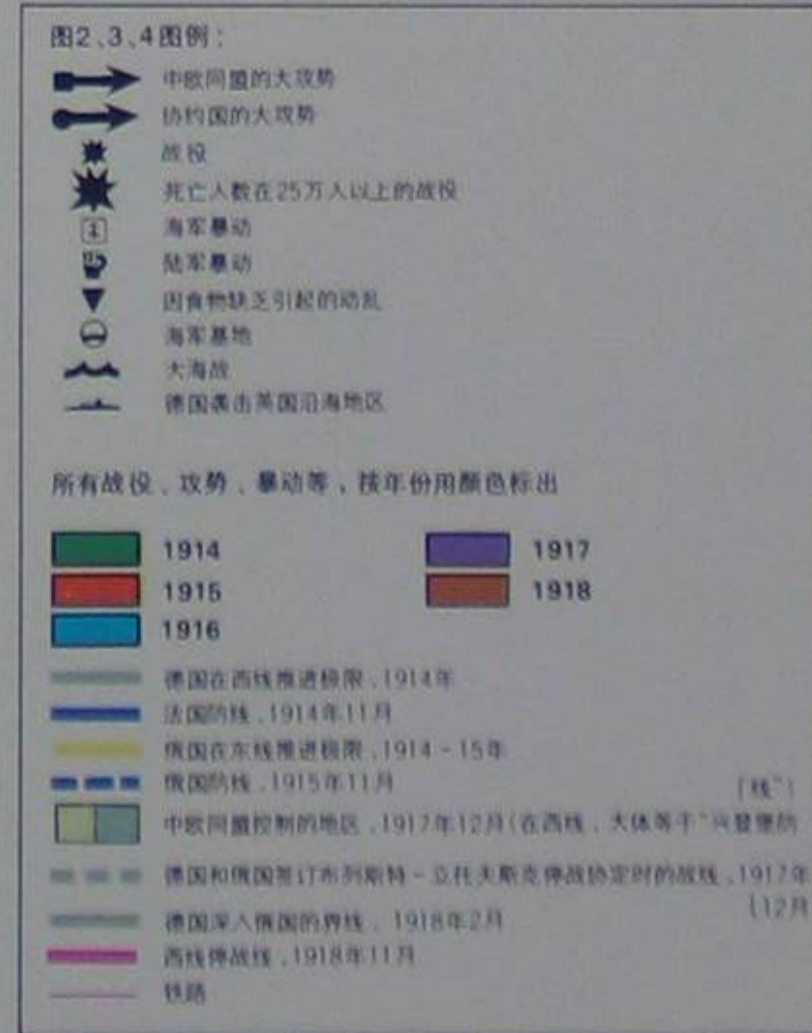 图2、3、4图例：
中欧同盟的大攻势
协约国的大攻势
战役
死亡人数在25万人以上的战役
海军暴动
陆军暴动
因食物缺乏引起的动乱
海军基地
大海战
德国袭击英国沿海地区
所有战役、攻势、暴动等，按年份用颜色标出
1914
1917
1915
1918
1916
德国在西线推进极限，1914年
法国防线，1914年11月
俄国在东线推进极限，1914-15年
俄国防线，1915年11月
[线”)
中欧同盟控制的地区，1917年12月(在西线，大体等于“兴登堡防
德国和俄国签订布列斯特-立托夫斯克停战协定时的战线，1917年
[12月
德国深入俄国的界线，1918年2月
西线停战线，1918年11月
铁路